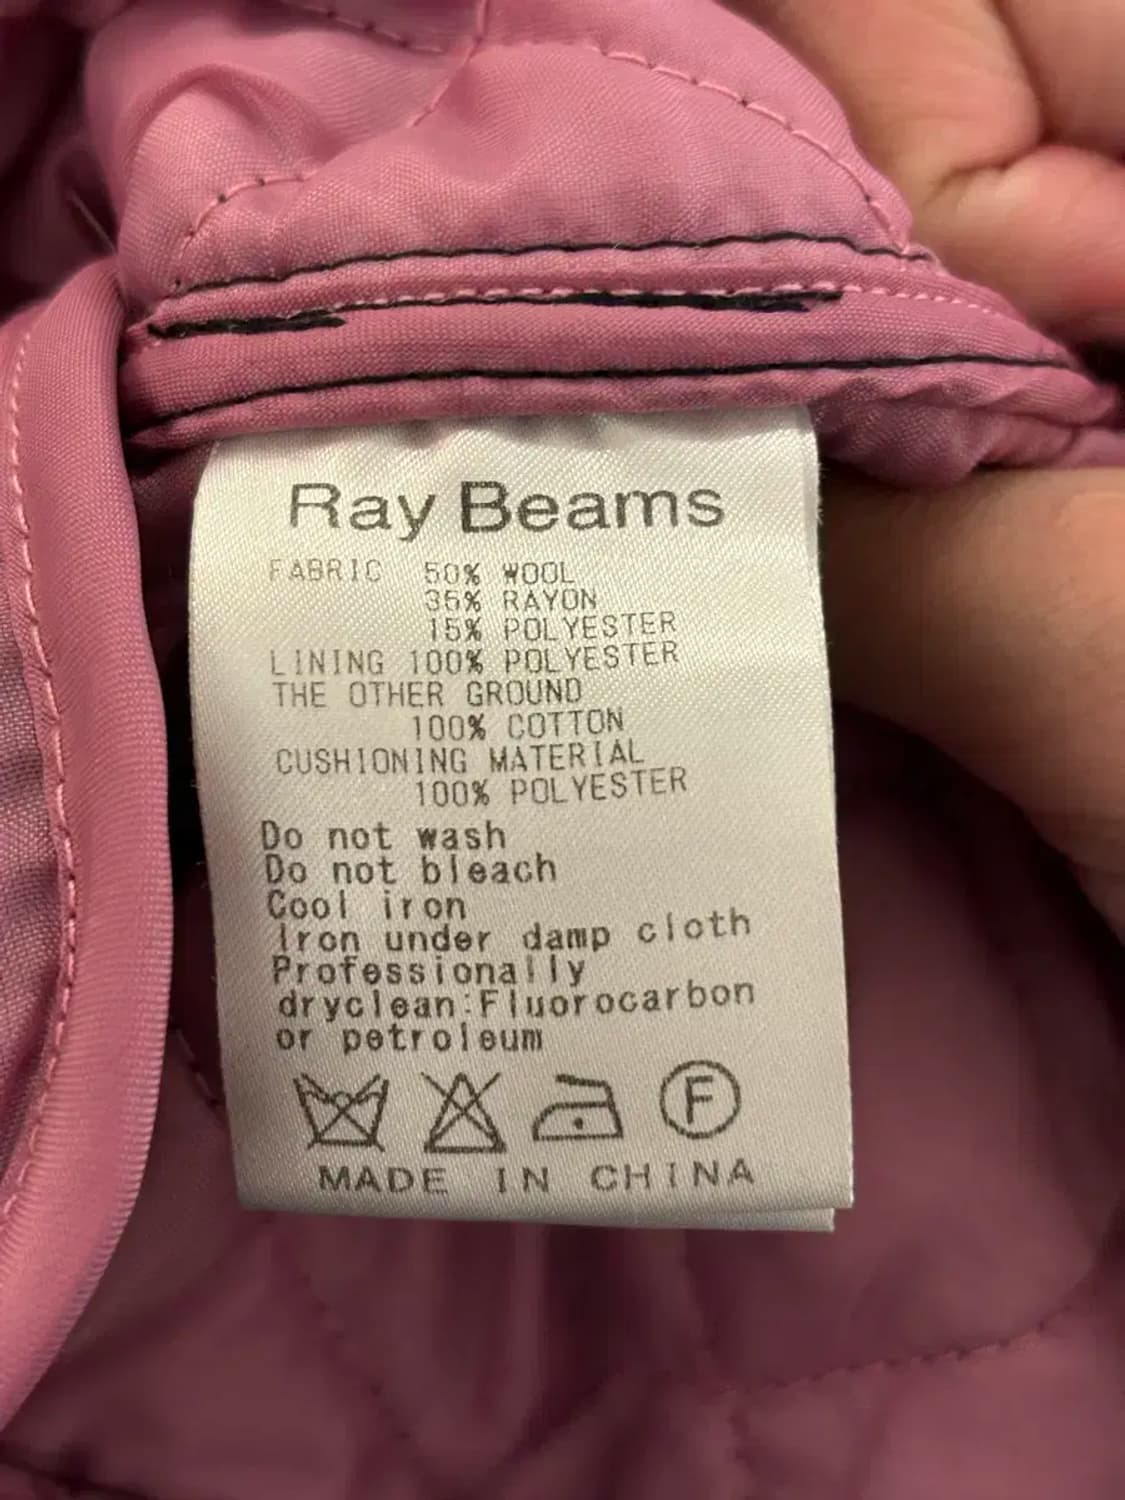 Ray Beams
FABRIC 50% WOOL
35% RAYON
15% POLYESTER
LINING 100% POLYESTER
THE OTHER GROUND
100% COTTON
CUSHIONING MATERIAL
100% POLYESTER
Do not wash
Do not bleach
Cool iron
Iron under damp cloth
Professionally
dryclean:Fluorocarbon
or petroleum
F
MADE IN CHINA